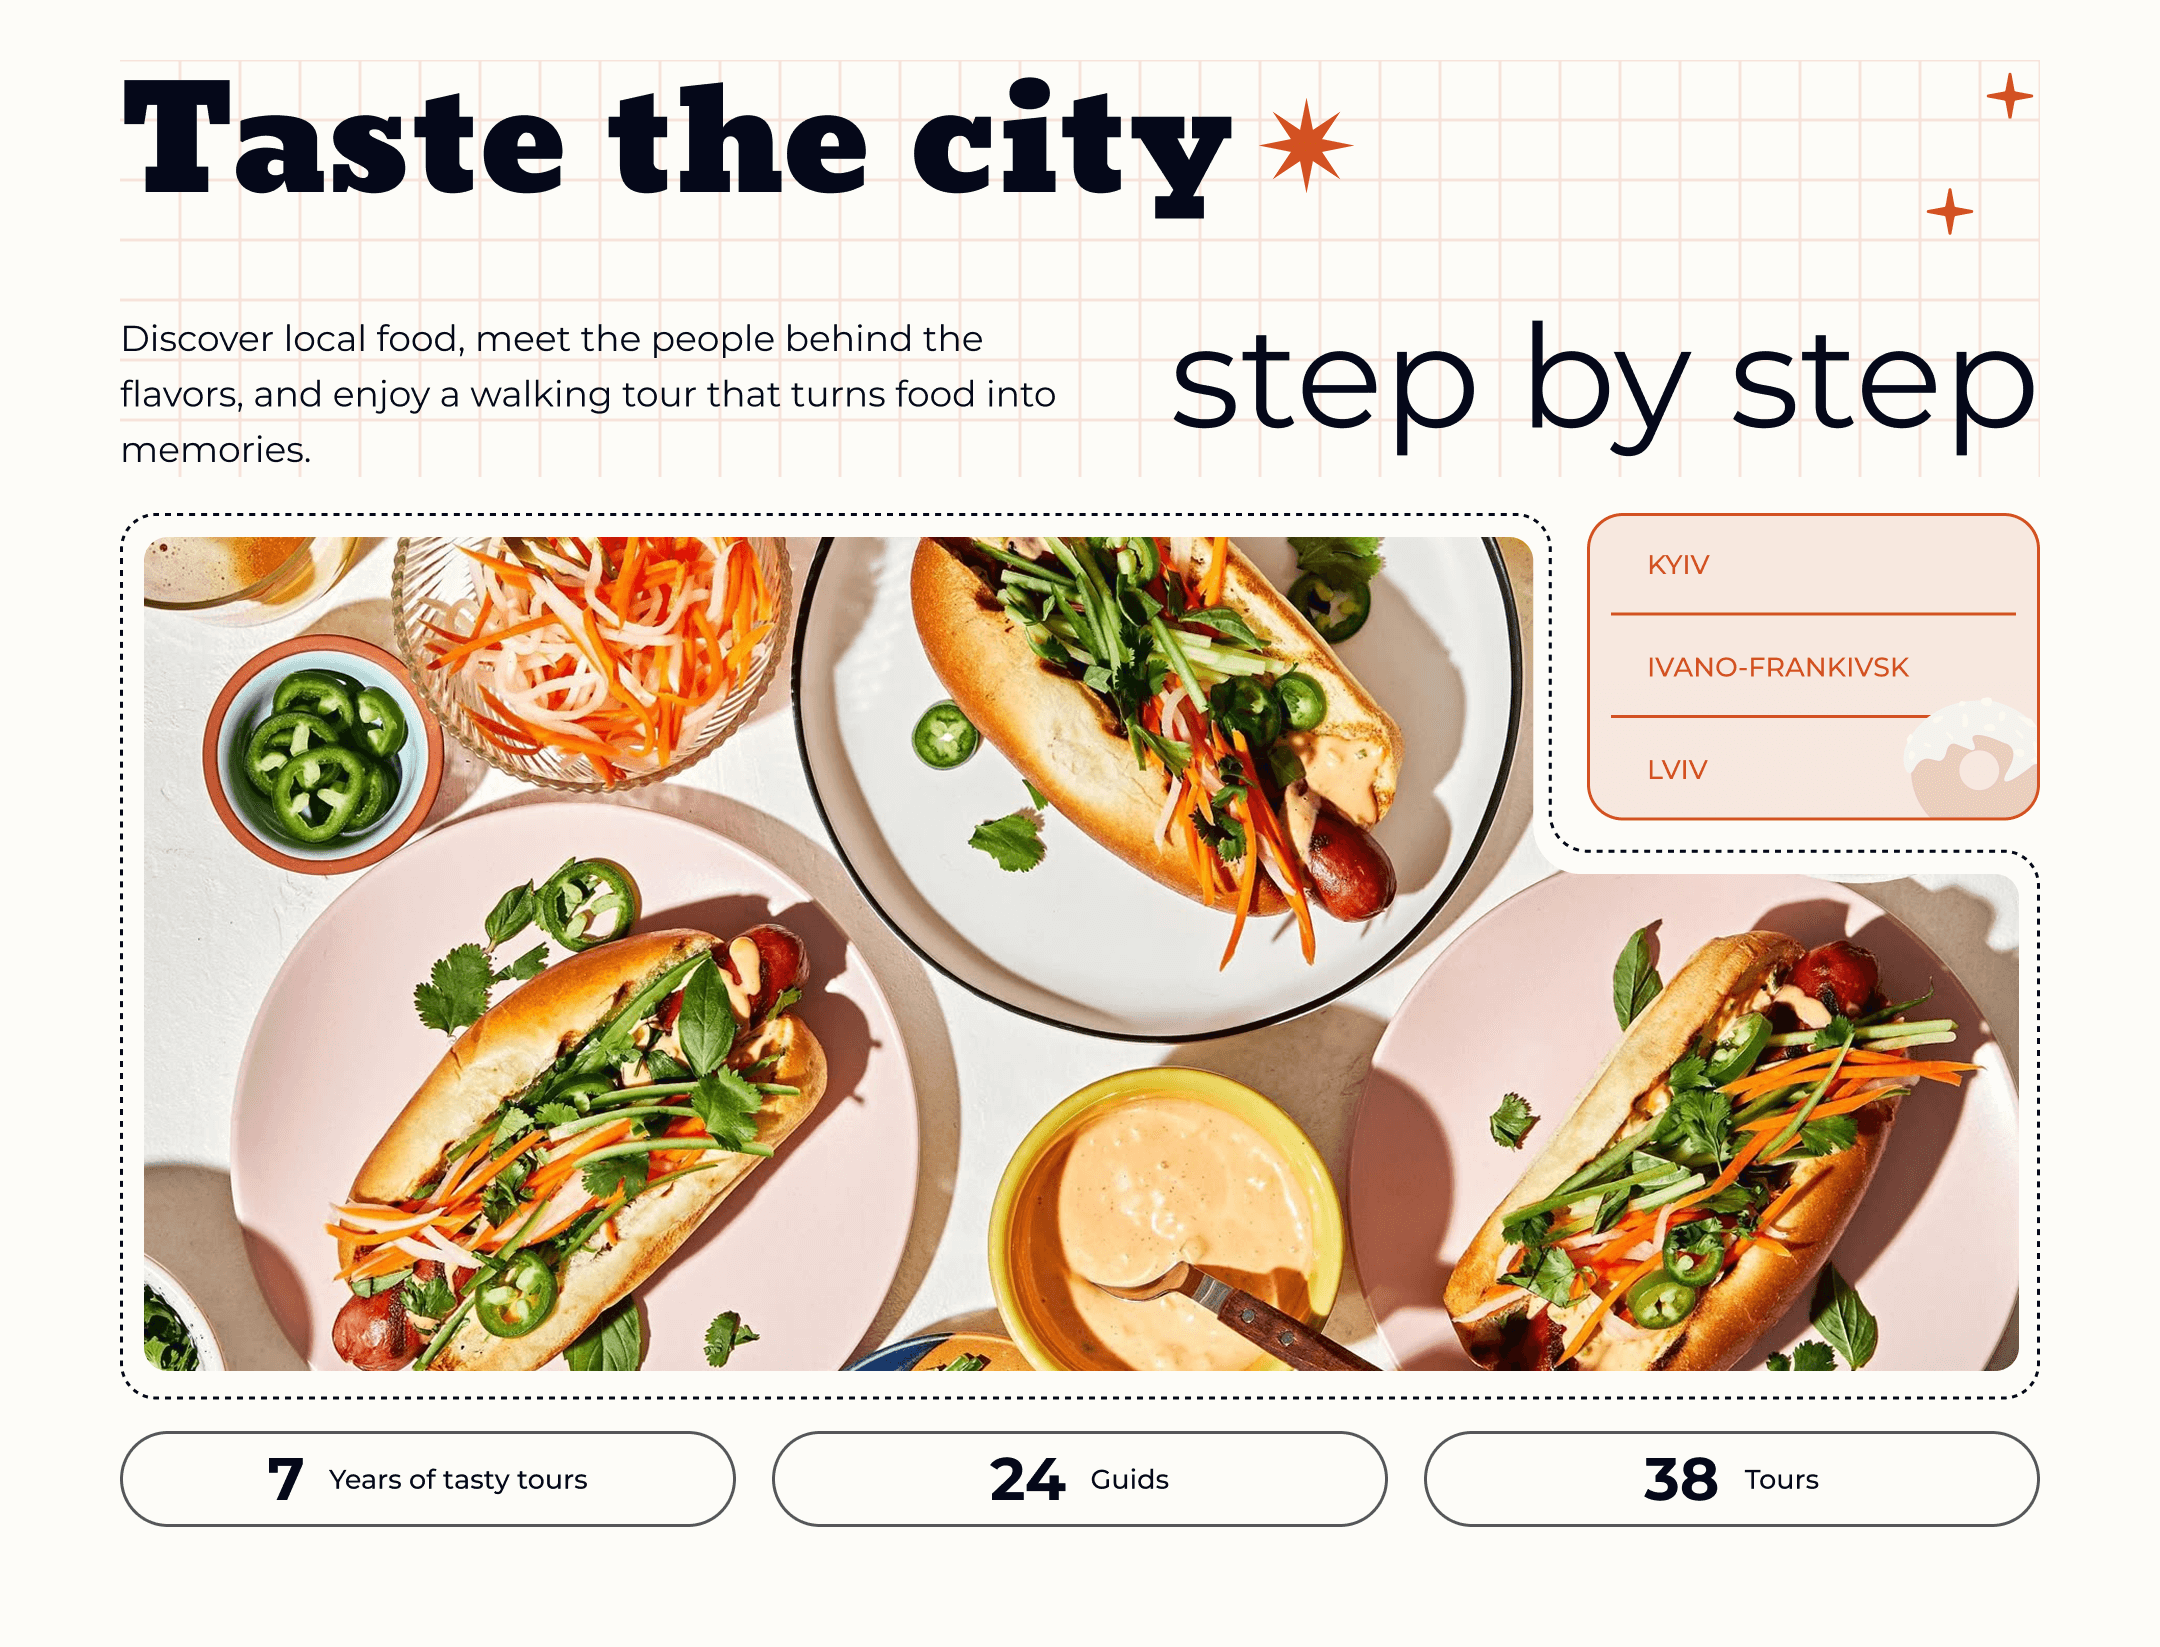 Taste the city
Discover local food, meet the people behind the
flavors, and enjoy a walking tour that turns food into
memories.
step by step
KYIV
IVANO-FRANKIVSK
LVIV
7 Years of tasty tours
24 Guids
38 Tours